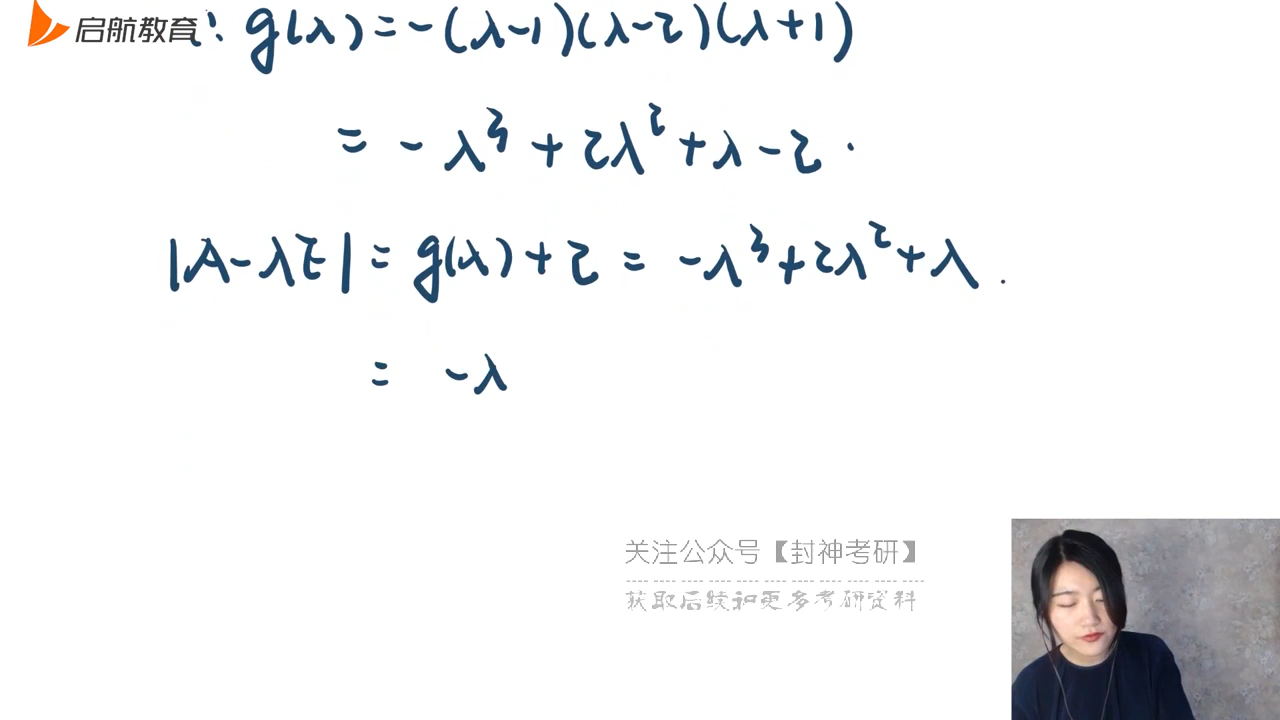 启航教育
∴ g(λ)=-(λ-1)(λ-2)(λ+1)
= -λ³+2λ²+λ-2.
|A-λE| = g(λ)+2 = -λ³+2λ²+λ.
= -λ
关注公众号【封神考研】
获取后续和更多考研资料